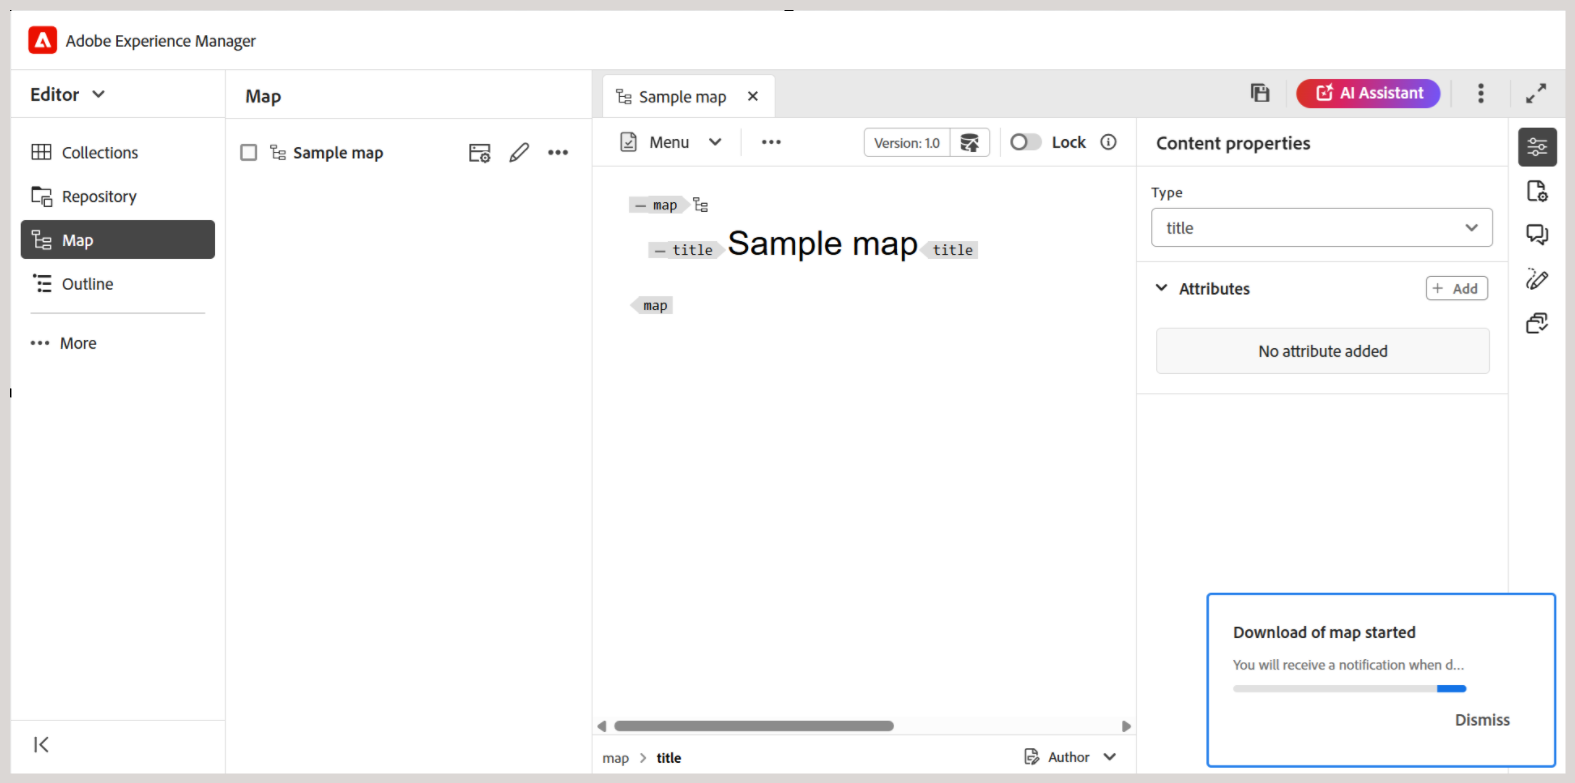 Adobe Experience Manager
Editor
Collections
Repository
Map
Outline
More
Map
Sample map
Sample map
AI Assistant
Menu
Version: 1.0
Lock
map
title Sample map title
map
map > title
Author
Content properties
Type
title
Attributes
+ Add
No attribute added
Download of map started
You will receive a notification when d...
Dismiss